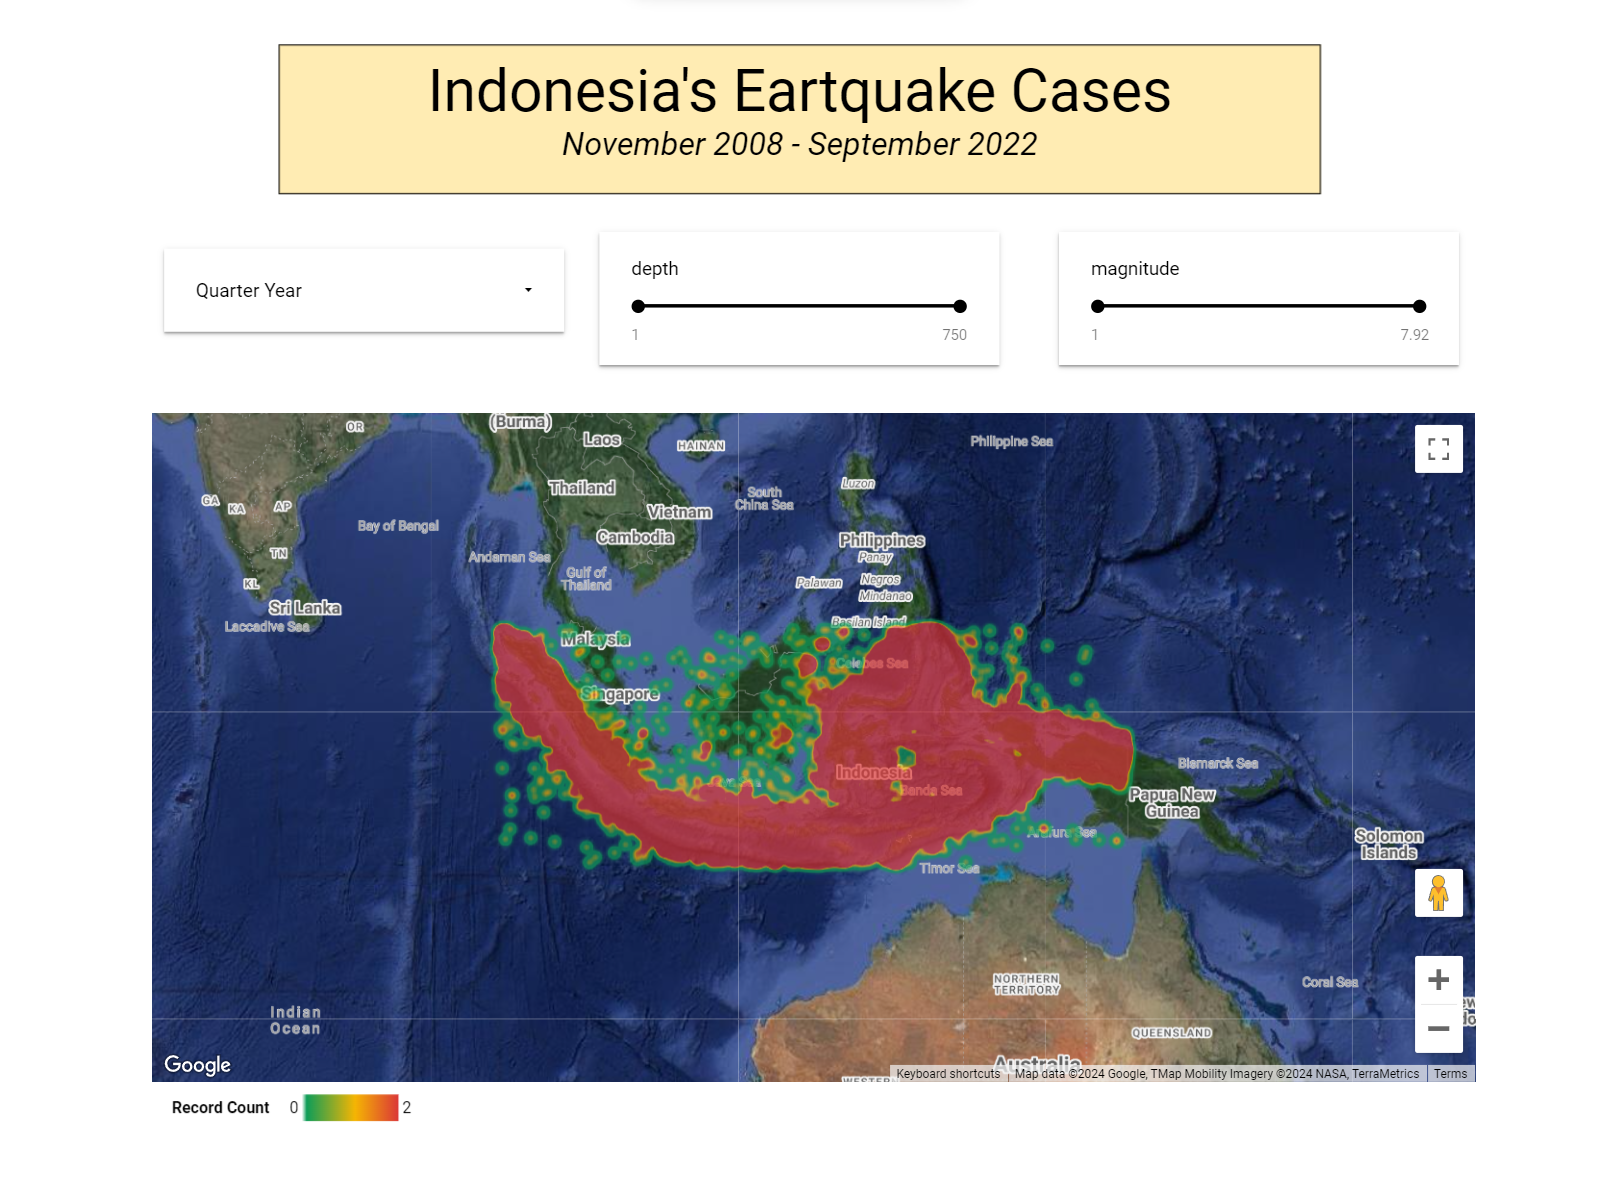 Indonesia's Eartquake Cases
November 2008 - September 2022
Quarter Year
depth
1
750
magnitude
1
7.92
(Burma)
OR
Laos
HAINAN
Philippine Sea
Luzon
GA
KA
AP
Thailand
South
China Sea
Vietnam
Bay of Bengal
Cambodia
Philippines
TN
Andaman Sea
Panay
Gulf of
Thailand
KL
Palawan
Negros
Mindanao
Sri Lanka
Laccadive Sea
Basilan Island
Malaysia
Celebes Sea
Singapore
Indonesia
Bismarck Sea
Banda Sea
Papua New
Guinea
Arafura Sea
Solomon
Islands
Timor Sea
NORTHERN
TERRITORY
Coral Sea
Indian
Ocean
QUEENSLAND
Australia
Google
Keyboard shortcuts
Map data ©2024 Google, TMap Mobility Imagery ©2024 NASA, TerraMetrics
Terms
Record Count
0
2